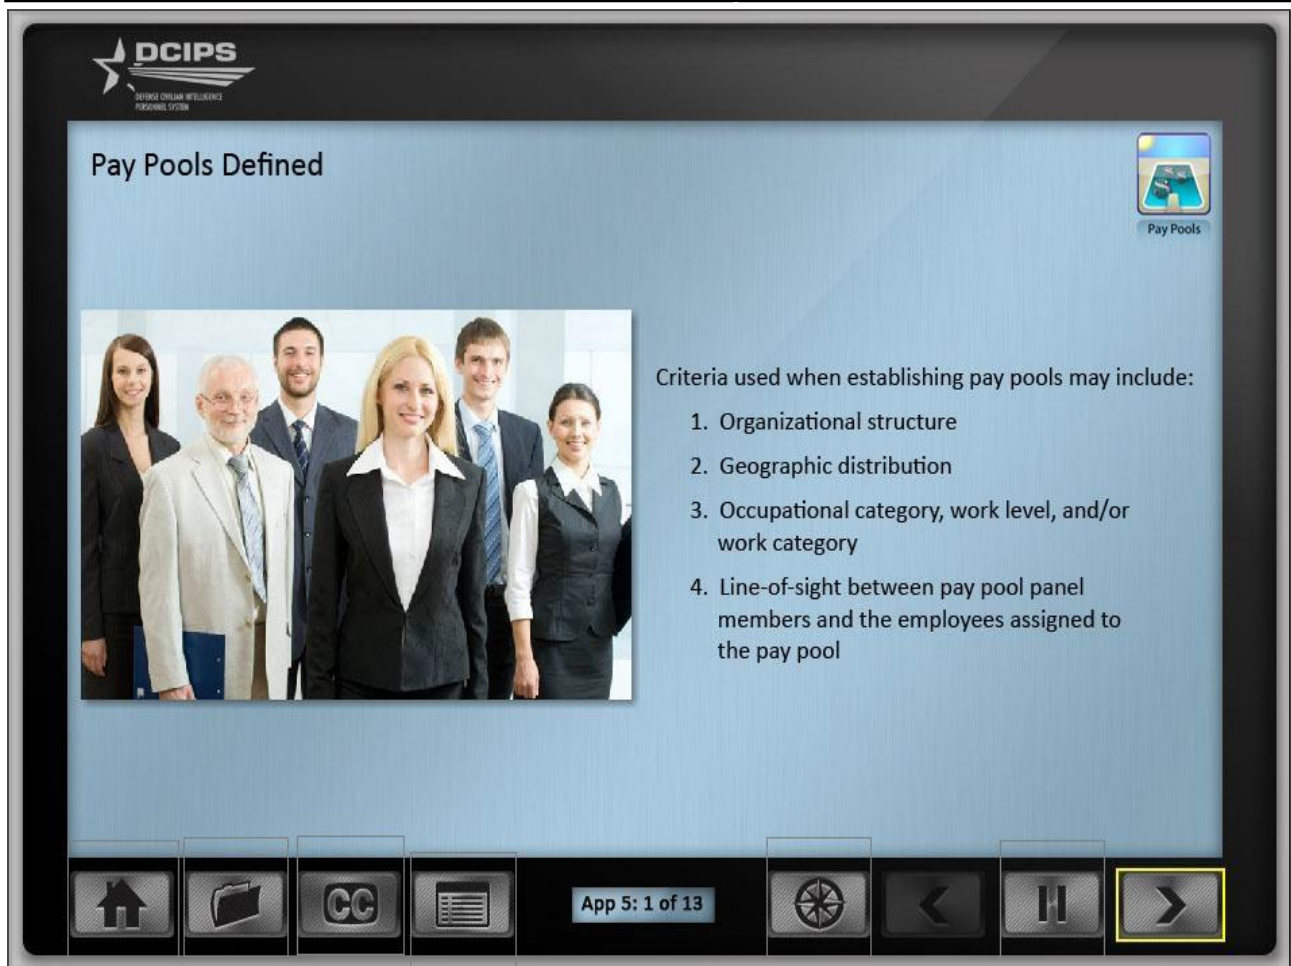 DCIPS
DEFENSE CIVILIAN INTELLIGENCE
PERSONNEL SYSTEM
Pay Pools Defined
Pay Pools
Criteria used when establishing pay pools may include:
1. Organizational structure
2. Geographic distribution
3. Occupational category, work level, and/or
work category
4. Line-of-sight between pay pool panel
members and the employees assigned to
the pay pool
CC
App 5: 1 of 13